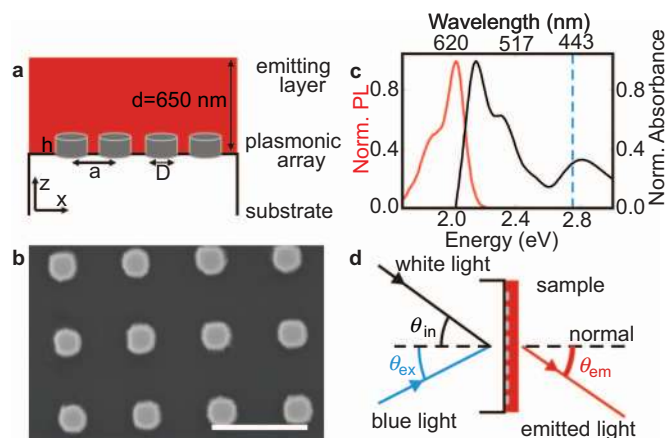 a
emitting
layer
d=650 nm
h
plasmonic
array
a
D
z
x
substrate
b
Wavelength (nm)
620 517 443
c
Norm. PL
0.8
0.4
0.0
0.8
0.4
0.0
Norm. Absorbance
2.0 2.4 2.8
Energy (eV)
d
white light
sample
θin
normal
θex
θem
blue light
emitted light